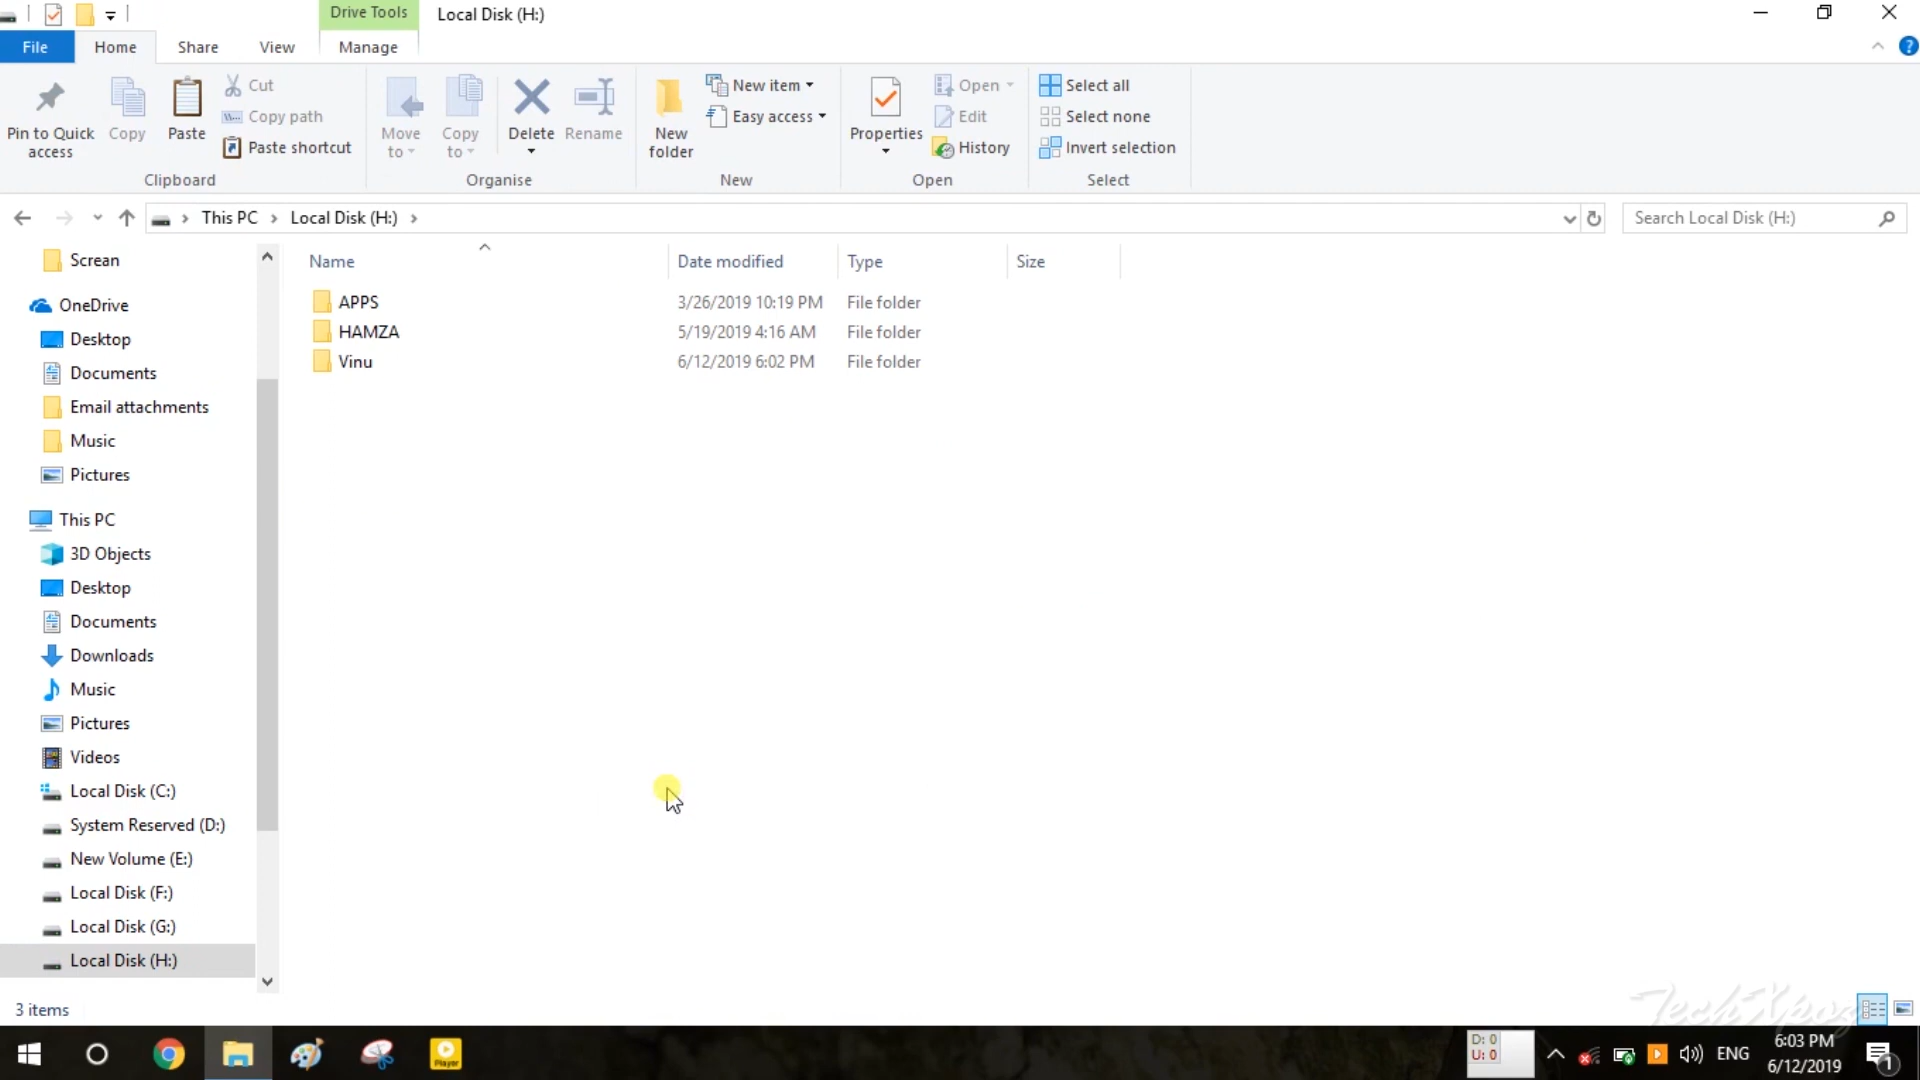 Drive Tools
Local Disk (H:)
File
Home
Share
View
Manage
Pin to Quick
access
Copy
Paste
Cut
Copy path
Paste shortcut
Clipboard
Move
to
Copy
to
Delete
Rename
Organise
New
folder
New item
Easy access
New
Properties
Open
Edit
History
Open
Select all
Select none
Invert selection
Select
This PC
Local Disk (H:)
Search Local Disk (H:)
Screan
OneDrive
Desktop
Documents
Email attachments
Music
Pictures
This PC
3D Objects
Desktop
Documents
Downloads
Music
Pictures
Videos
Local Disk (C:)
System Reserved (D:)
New Volume (E:)
Local Disk (F:)
Local Disk (G:)
Local Disk (H:)
Name Date modified Type Size
APPS 3/26/2019 10:19 PM File folder
HAMZA 5/19/2019 4:16 AM File folder
Vinu 6/12/2019 6:02 PM File folder
3 items
Player
D: 0
U: 0
ENG
6:03 PM
6/12/2019
1